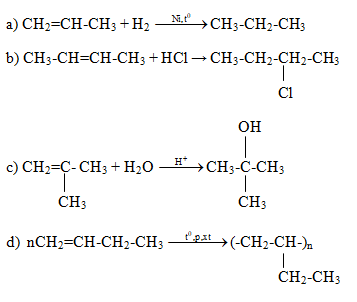 Ni,t⁰
a) CH₂=CH-CH₃ + H₂ → CH₃-CH₂-CH₃
b) CH₃-CH=CH-CH₃ + HCl → CH₃-CH₂-CH₂-CH₃
Cl
OH
H⁺
c) CH₂=C- CH₃ + H₂O → CH₃-C-CH₃
CH₃ CH₃
t⁰,p,xt
d) nCH₂=CH-CH₂-CH₃ → (-CH₂-CH-)ₙ
CH₂-CH₃